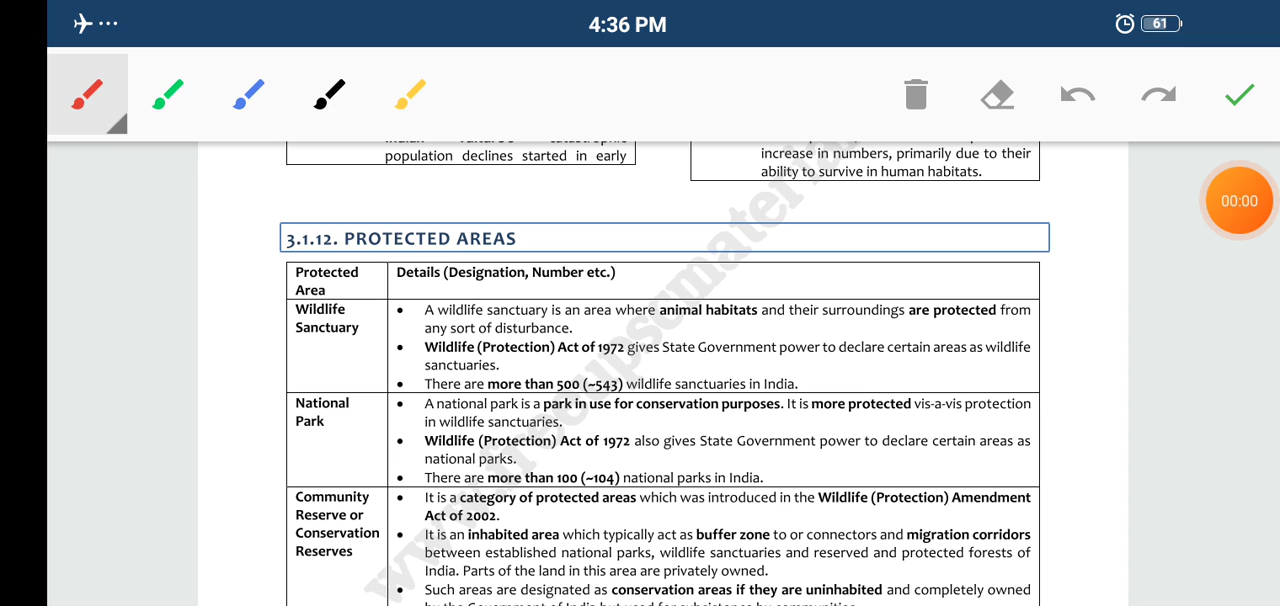 4:36 PM
61
00:00
population declines started in early
increase in numbers, primarily due to their
ability to survive in human habitats.
3.1.12. PROTECTED AREAS
Protected
Area
Details (Designation, Number etc.)
Wildlife
Sanctuary
• A wildlife sanctuary is an area where animal habitats and their surroundings are protected from
any sort of disturbance.
• Wildlife (Protection) Act of 1972 gives State Government power to declare certain areas as wildlife
sanctuaries.
• There are more than 500 (~543) wildlife sanctuaries in India.
National
Park
• A national park is a park in use for conservation purposes. It is more protected vis-a-vis protection
in wildlife sanctuaries.
• Wildlife (Protection) Act of 1972 also gives State Government power to declare certain areas as
national parks.
• There are more than 100 (~104) national parks in India.
Community
Reserve or
Conservation
Reserves
• It is a category of protected areas which was introduced in the Wildlife (Protection) Amendment
Act of 2002.
• It is an inhabited area which typically act as buffer zone to or connectors and migration corridors
between established national parks, wildlife sanctuaries and reserved and protected forests of
India. Parts of the land in this area are privately owned.
• Such areas are designated as conservation areas if they are uninhabited and completely owned